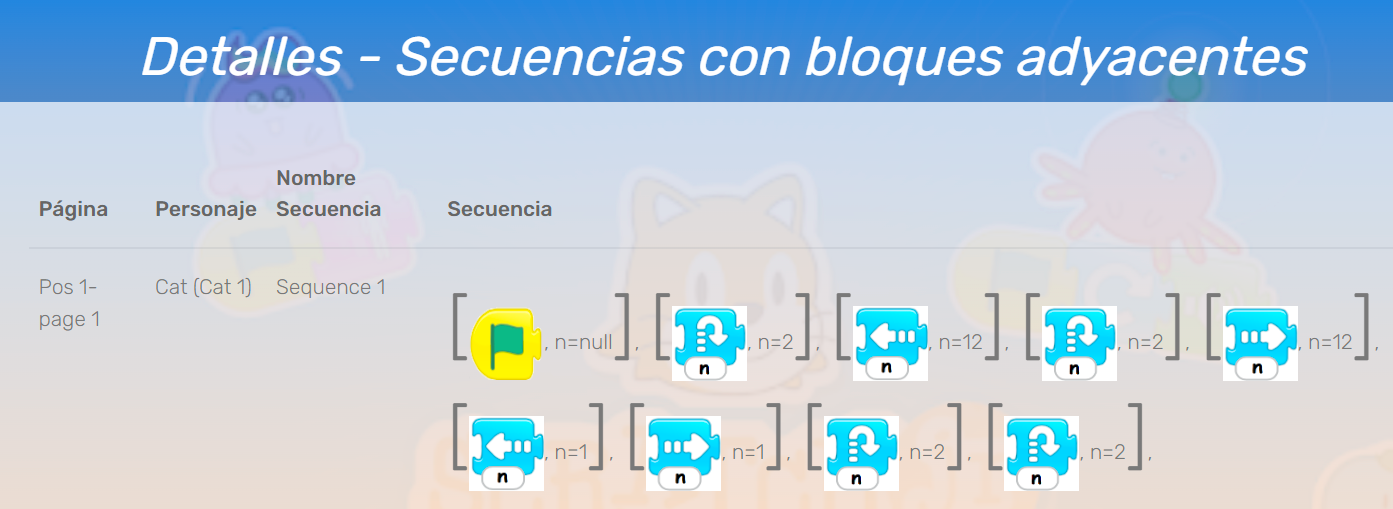 Detalles - Secuencias con bloques adyacentes
Nombre
Página Personaje Secuencia Secuencia
Pos 1- Cat (Cat 1) Sequence 1
page 1
[ n , n=null ] , [ n , n=2 ] , [ n , n=12 ] , [ n , n=2 ] , [ n , n=12 ] ,
[ n , n=1 ] , [ n , n=1 ] , [ n , n=2 ] , [ n , n=2 ] ,